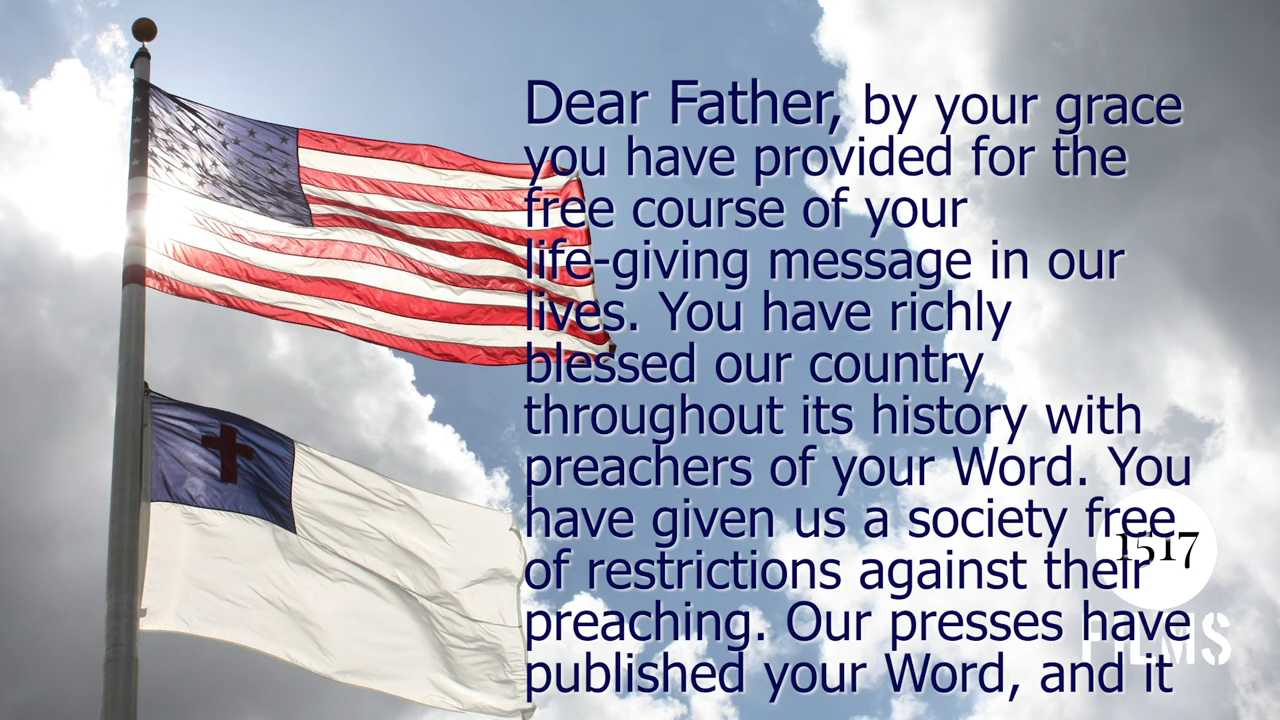 Dear Father, by your grace
you have provided for the
free course of your
life-giving message in our
lives. You have richly
blessed our country
throughout its history with
preachers of your Word. You
have given us a society free
of restrictions against their
preaching. Our presses have
published your Word, and it
1517
FILMS